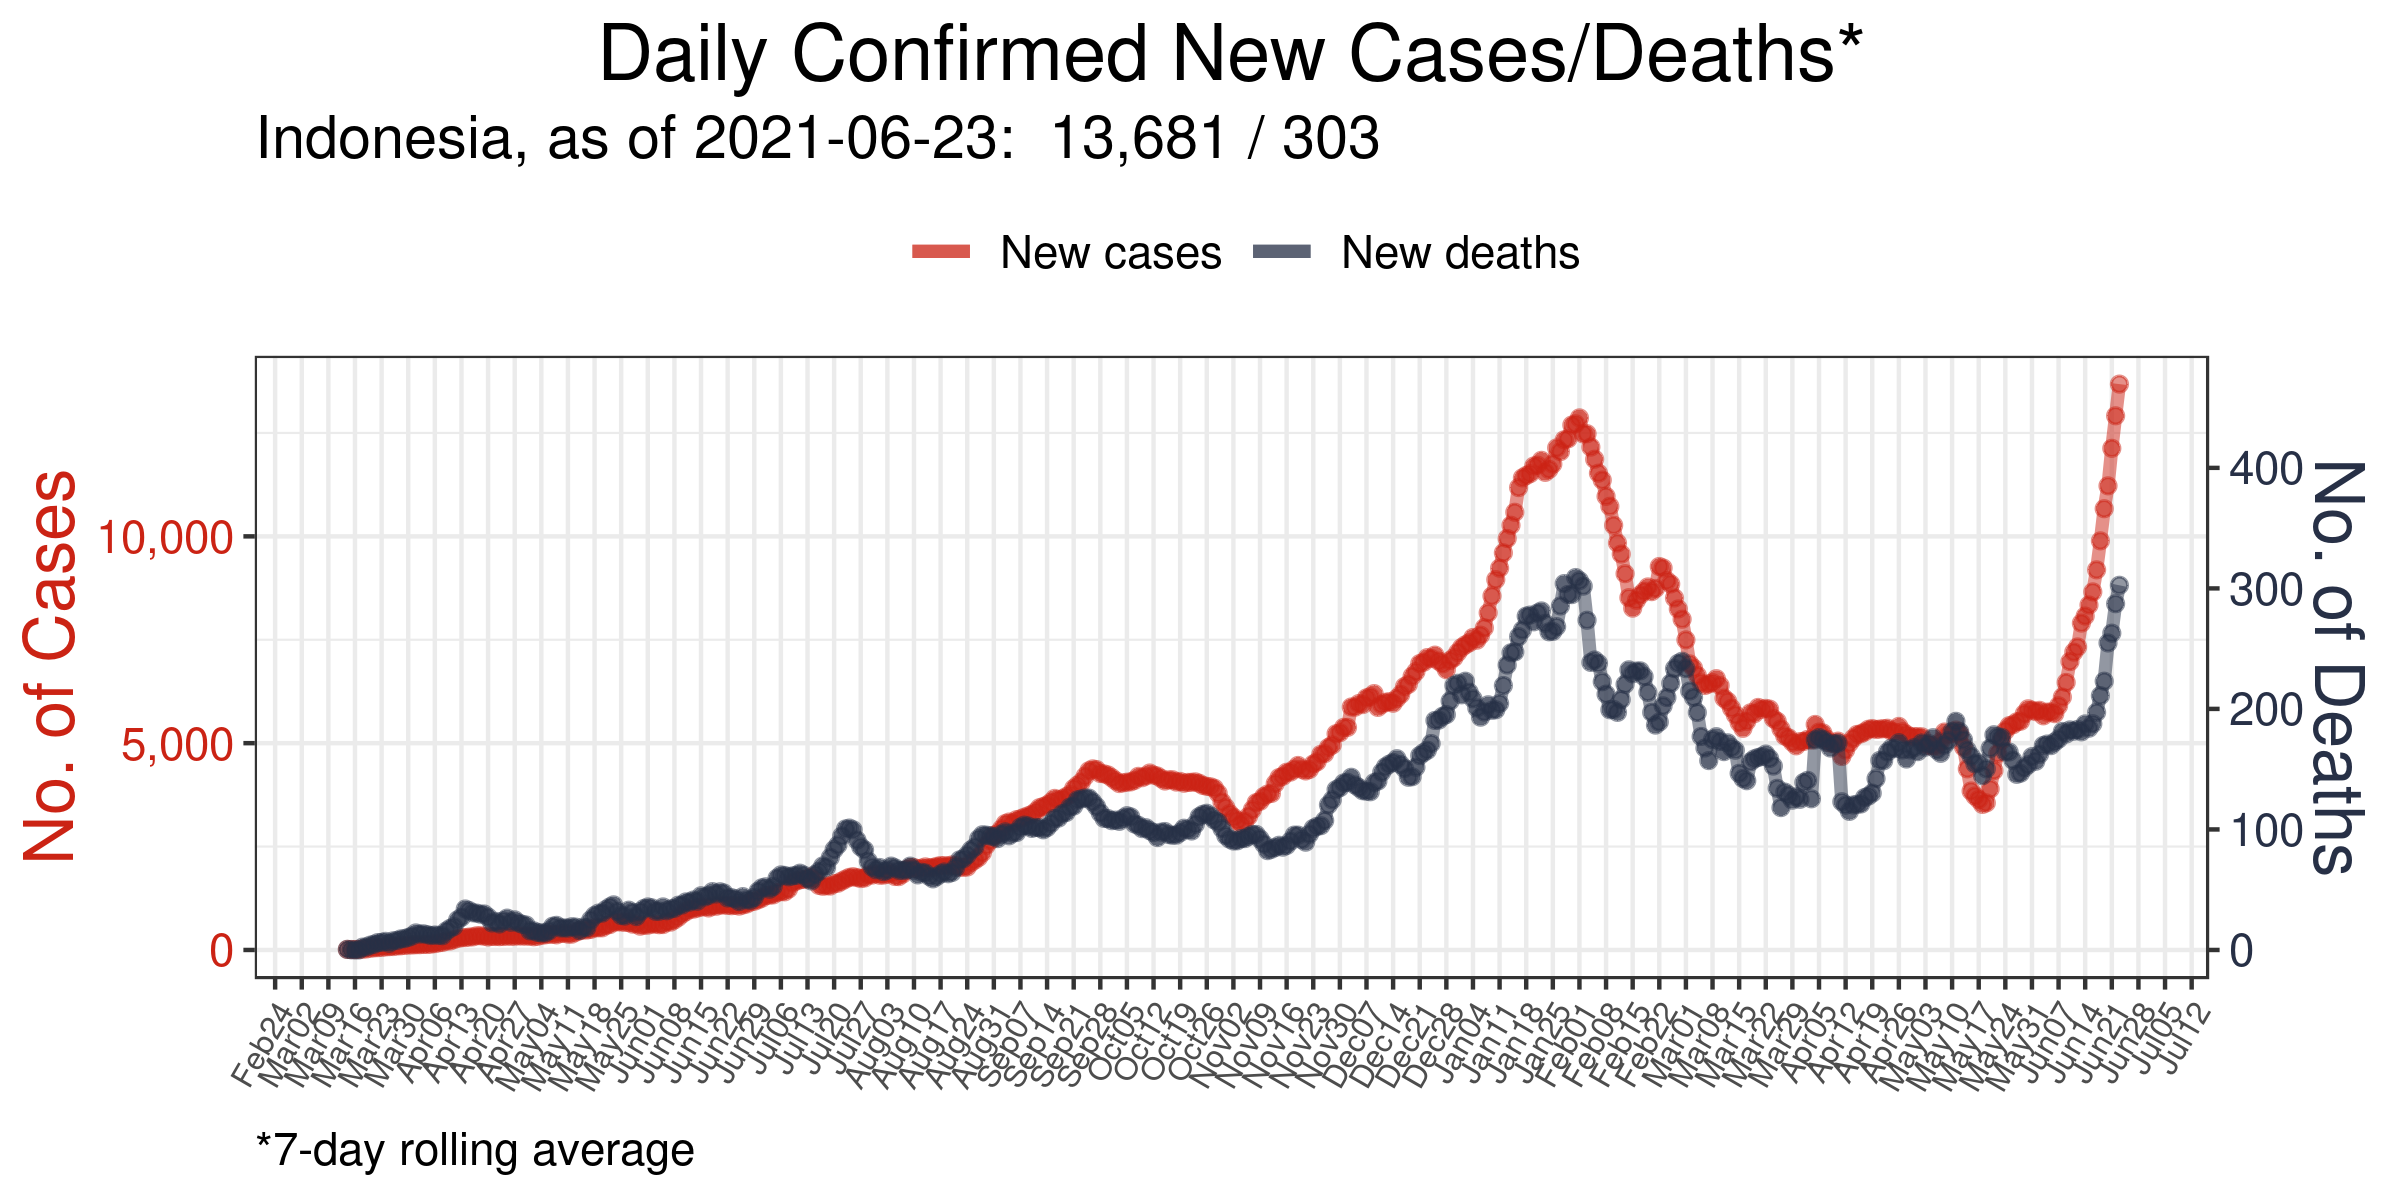 Daily Confirmed New Cases/Deaths*
Indonesia, as of 2021-06-23:  13,681 / 303
New cases
New deaths
No. of Cases
10,000
5,000
0
400
300
200
100
0
No. of Deaths
Feb24
Mar02
Mar09
Mar16
Mar23
Mar30
Apr06
Apr13
Apr20
Apr27
May04
May11
May18
May25
Jun01
Jun08
Jun15
Jun22
Jun29
Jul06
Jul13
Jul20
Jul27
Aug03
Aug10
Aug17
Aug24
Aug31
Sep07
Sep14
Sep21
Sep28
Oct05
Oct12
Oct19
Oct26
Nov02
Nov09
Nov16
Nov23
Nov30
Dec07
Dec14
Dec21
Dec28
Jan04
Jan11
Jan18
Jan25
Feb01
Feb08
Feb15
Feb22
Mar01
Mar08
Mar15
Mar22
Mar29
Apr05
Apr12
Apr19
Apr26
May03
May10
May17
May24
May31
Jun07
Jun14
Jun21
Jun28
Jul05
Jul12
*7-day rolling average